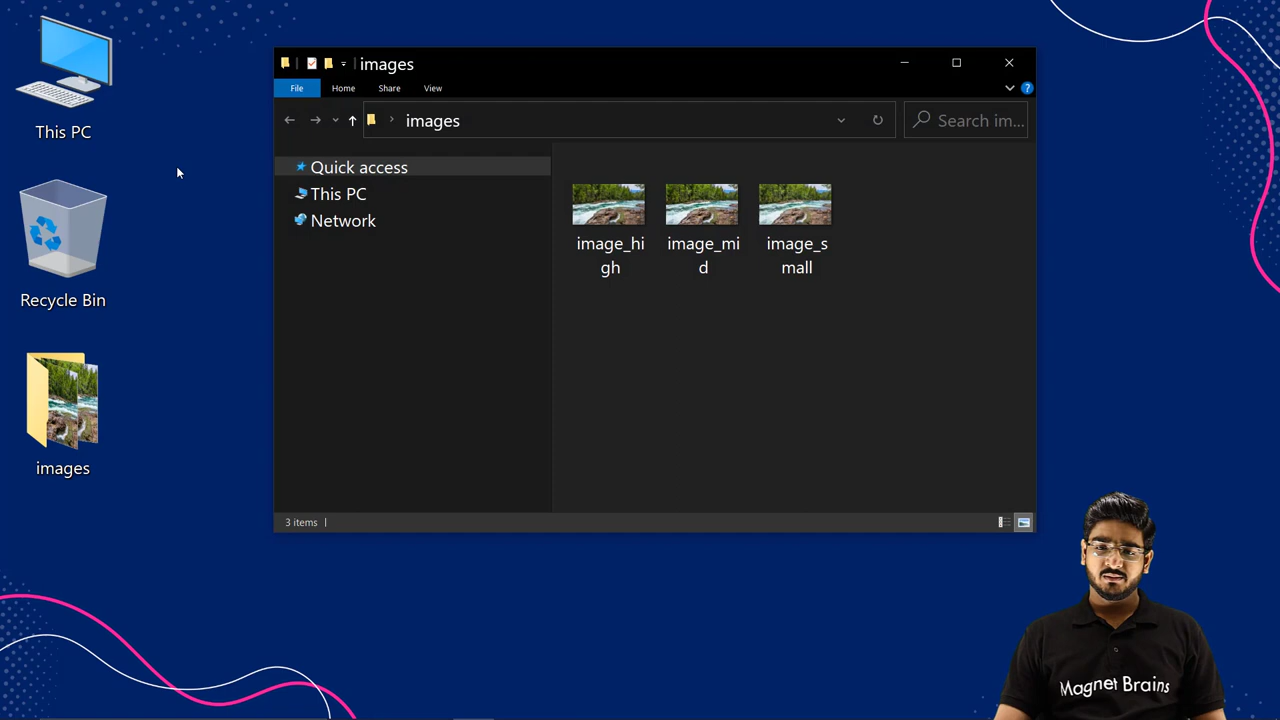 This PC
Recycle Bin
images
images
File Home Share View
images
Search im...
Quick access
This PC
Network
image_hi
gh
image_mi
d
image_s
mall
3 items
Magnet Brains